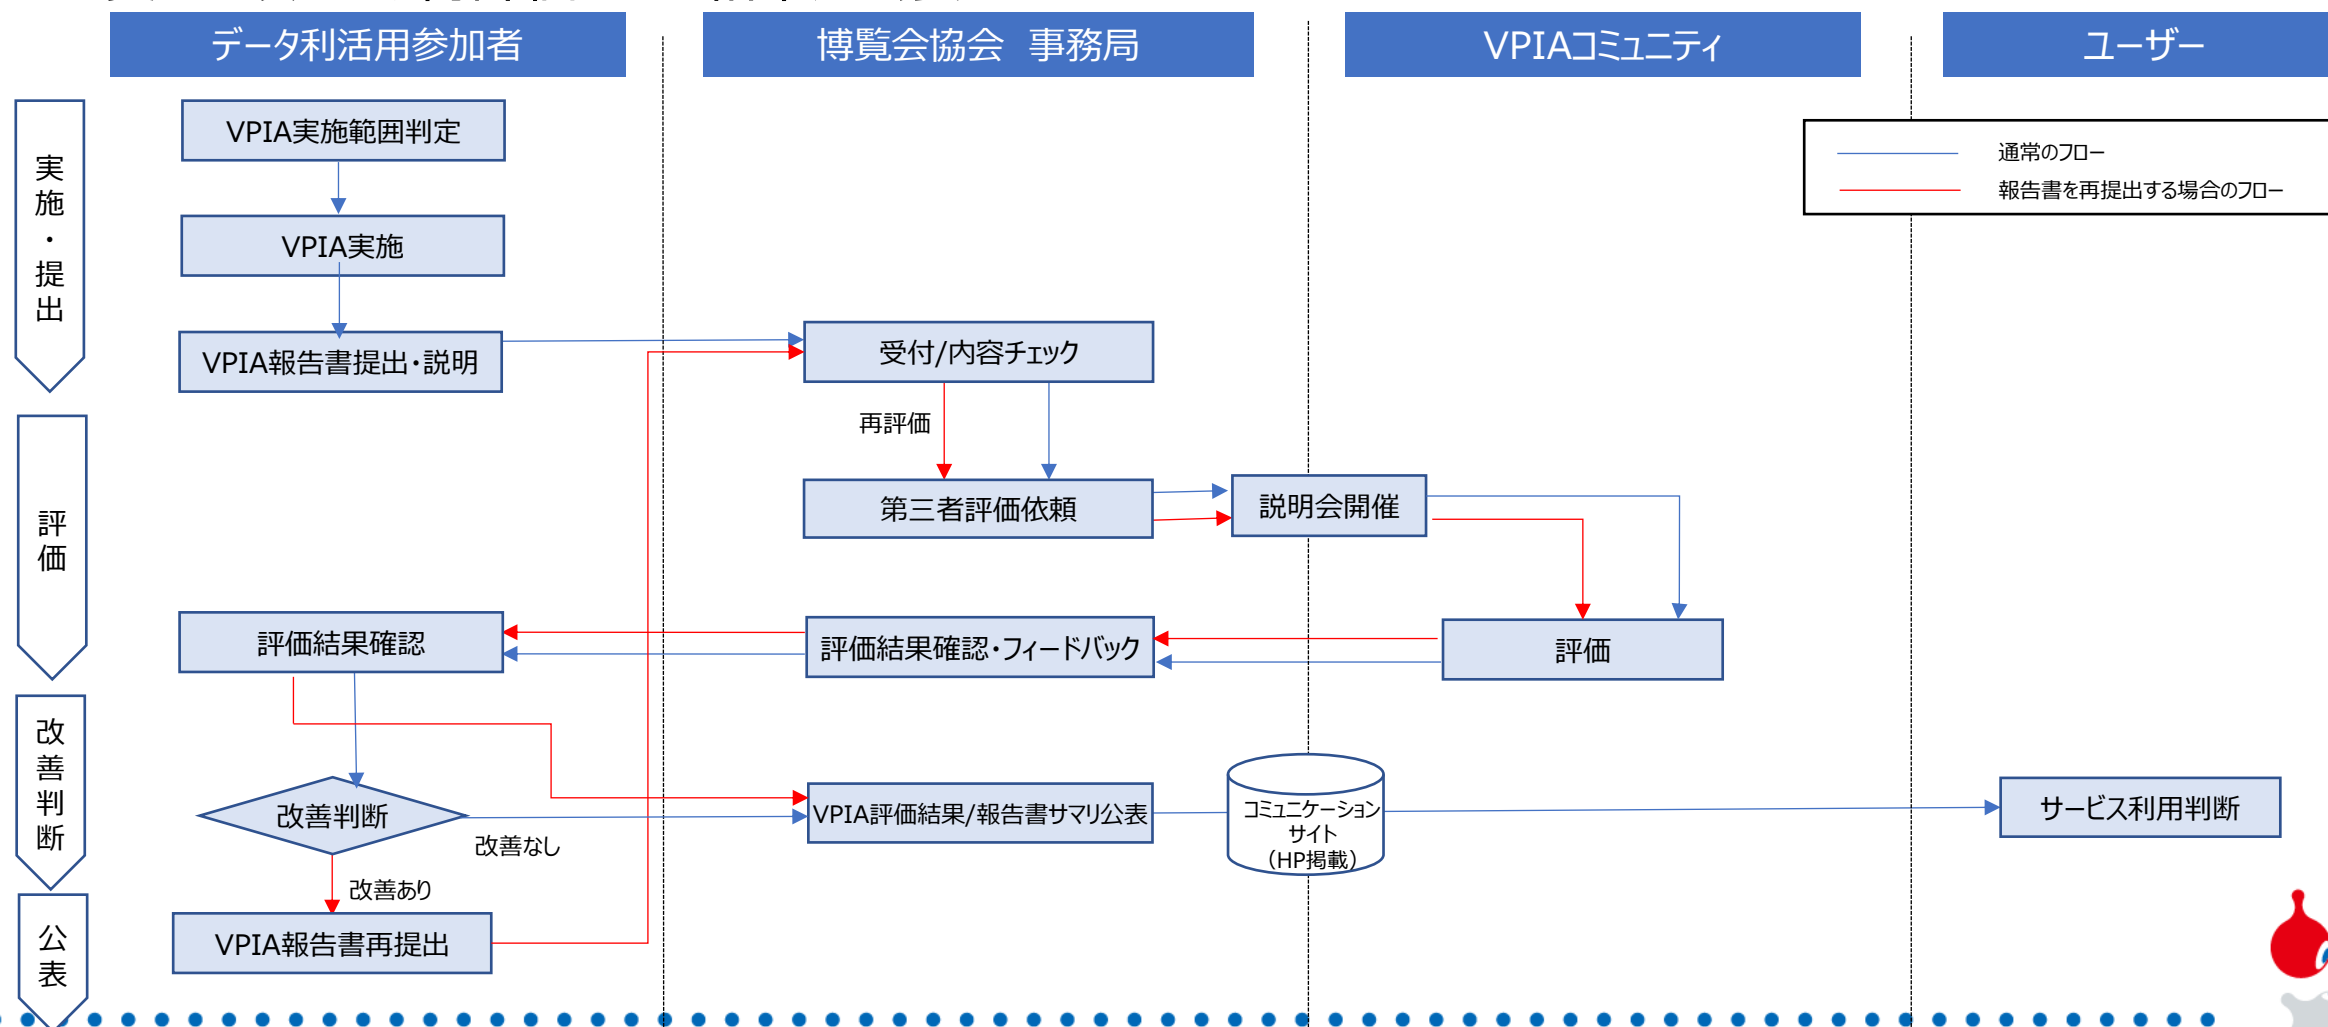 データ利活用参加者
博覧会協会　事務局
VPIAコミュニティ
ユーザー
実施・提出
VPIA実施範囲判定
通常のフロー
報告書を再提出する場合のフロー
VPIA実施
VPIA報告書提出・説明
受付/内容チェック
再評価
評価
第三者評価依頼
説明会開催
評価結果確認
評価結果確認・フィードバック
評価
改善判断
改善判断
改善なし
VPIA評価結果/報告書サマリ公表
コミュニケーション
サイト
（HP掲載）
サービス利用判断
改善あり
公表
VPIA報告書再提出